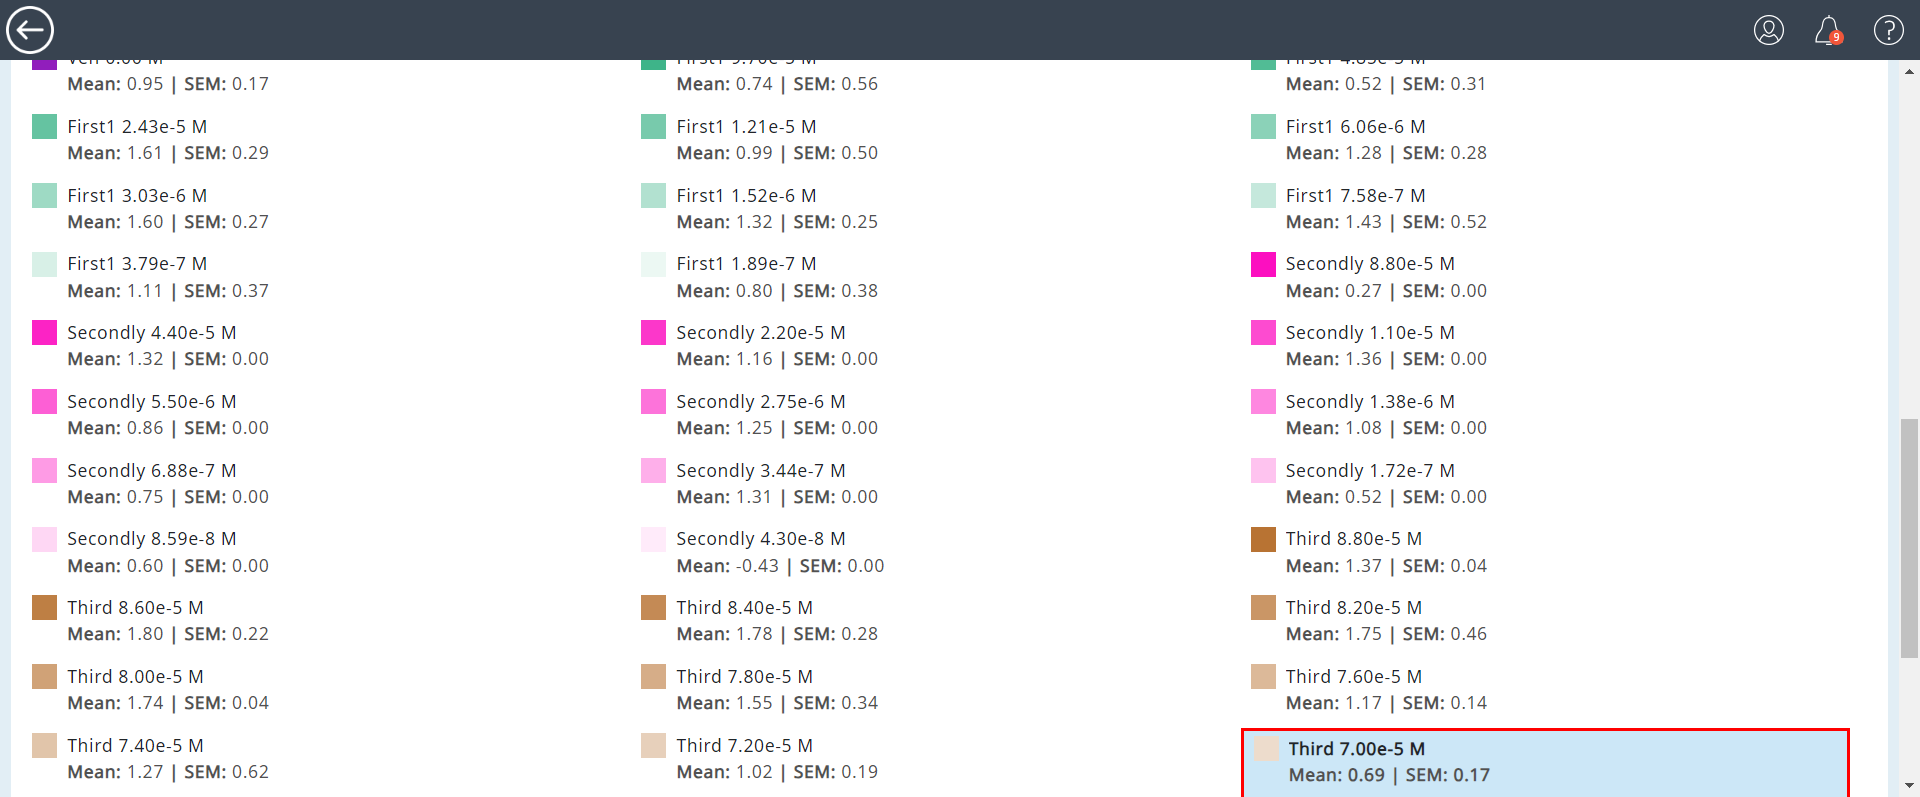 9
Mean: 0.95 | SEM: 0.17
Mean: 0.74 | SEM: 0.56
Mean: 0.52 | SEM: 0.31
First1 2.43e-5 M
Mean: 1.61 | SEM: 0.29
First1 1.21e-5 M
Mean: 0.99 | SEM: 0.50
First1 6.06e-6 M
Mean: 1.28 | SEM: 0.28
First1 3.03e-6 M
Mean: 1.60 | SEM: 0.27
First1 1.52e-6 M
Mean: 1.32 | SEM: 0.25
First1 7.58e-7 M
Mean: 1.43 | SEM: 0.52
First1 3.79e-7 M
Mean: 1.11 | SEM: 0.37
First1 1.89e-7 M
Mean: 0.80 | SEM: 0.38
Secondly 8.80e-5 M
Mean: 0.27 | SEM: 0.00
Secondly 4.40e-5 M
Mean: 1.32 | SEM: 0.00
Secondly 2.20e-5 M
Mean: 1.16 | SEM: 0.00
Secondly 1.10e-5 M
Mean: 1.36 | SEM: 0.00
Secondly 5.50e-6 M
Mean: 0.86 | SEM: 0.00
Secondly 2.75e-6 M
Mean: 1.25 | SEM: 0.00
Secondly 1.38e-6 M
Mean: 1.08 | SEM: 0.00
Secondly 6.88e-7 M
Mean: 0.75 | SEM: 0.00
Secondly 3.44e-7 M
Mean: 1.31 | SEM: 0.00
Secondly 1.72e-7 M
Mean: 0.52 | SEM: 0.00
Secondly 8.59e-8 M
Mean: 0.60 | SEM: 0.00
Secondly 4.30e-8 M
Mean: -0.43 | SEM: 0.00
Third 8.80e-5 M
Mean: 1.37 | SEM: 0.04
Third 8.60e-5 M
Mean: 1.80 | SEM: 0.22
Third 8.40e-5 M
Mean: 1.78 | SEM: 0.28
Third 8.20e-5 M
Mean: 1.75 | SEM: 0.46
Third 8.00e-5 M
Mean: 1.74 | SEM: 0.04
Third 7.80e-5 M
Mean: 1.55 | SEM: 0.34
Third 7.60e-5 M
Mean: 1.17 | SEM: 0.14
Third 7.40e-5 M
Mean: 1.27 | SEM: 0.62
Third 7.20e-5 M
Mean: 1.02 | SEM: 0.19
Third 7.00e-5 M
Mean: 0.69 | SEM: 0.17